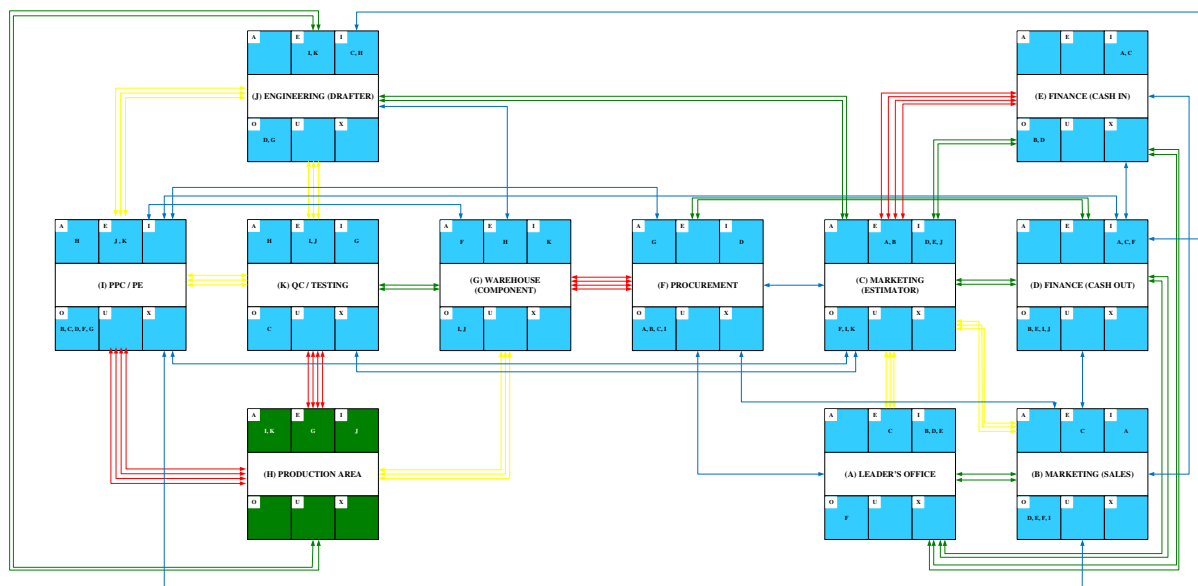 A E I
I, K C, H
(J) ENGINEERING (DRAFTER)
O U X
D, G
A E I
A, C
(E) FINANCE (CASH IN)
O U X
B, D
A E I
H J , K
(I) PPC / PE
O U X
B, C, D, F, G
A E I
H I, J G
(K) QC / TESTING
O U X
C
A E I
F H K
(G) WAREHOUSE
(COMPONENT)
O U X
I, J
A E I
G D
(F) PROCUREMENT
O U X
A, B, C, I
A E I
A, B D, E, J
(C) MARKETING
(ESTIMATOR)
O U X
F, I, K
A E I
A, C, F
(D) FINANCE (CASH OUT)
O U X
B, E, I, J
A E I
I, K G J
(H) PRODUCTION AREA
O U X
A E I
C B, D, E
(A) LEADER'S OFFICE
O U X
F
A E I
C A
(B) MARKETING (SALES)
O U X
D, E, F, I